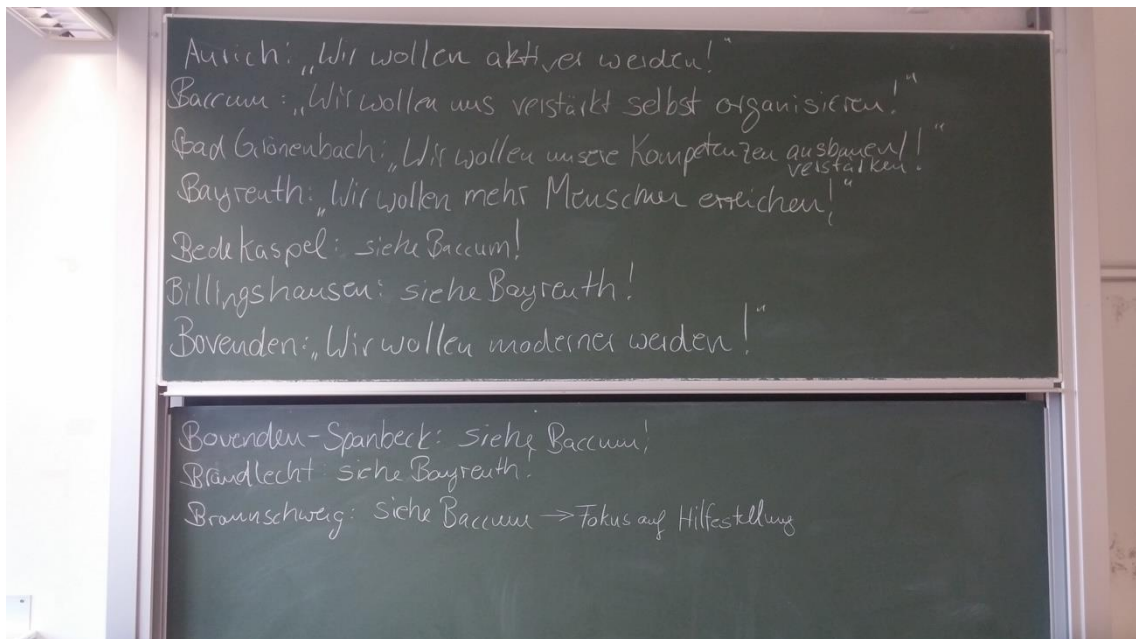 Aurich: „Wir wollen aktiver werden!“
Baccum: „Wir wollen uns verstärkt selbst organisieren!“
Bad Grönenbach: „Wir wollen unsere Kompetenzen ausbauen/!“
verstärken!
Bayreuth: „Wir wollen mehr Menschen erreichen!“
Bedekaspel: siehe Baccum!
Billingshausen: siehe Bayreuth!
Bovenden: „Wir wollen moderner werden!“
Bovenden-Spanbeck: siehe Baccum!
Brandlecht: siehe Bayreuth!
Braunschweig: siehe Baccum → Fokus auf Hilfestellung